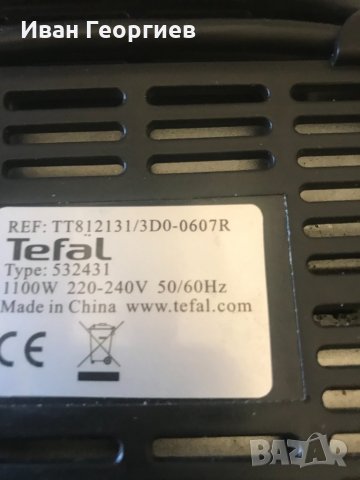 Иван Георгиев
REF: TT812131/3D0-0607R
Tefal
Type: 532431
1100W 220-240V 50/60Hz
Made in China www.tefal.com
CE
BAZAR